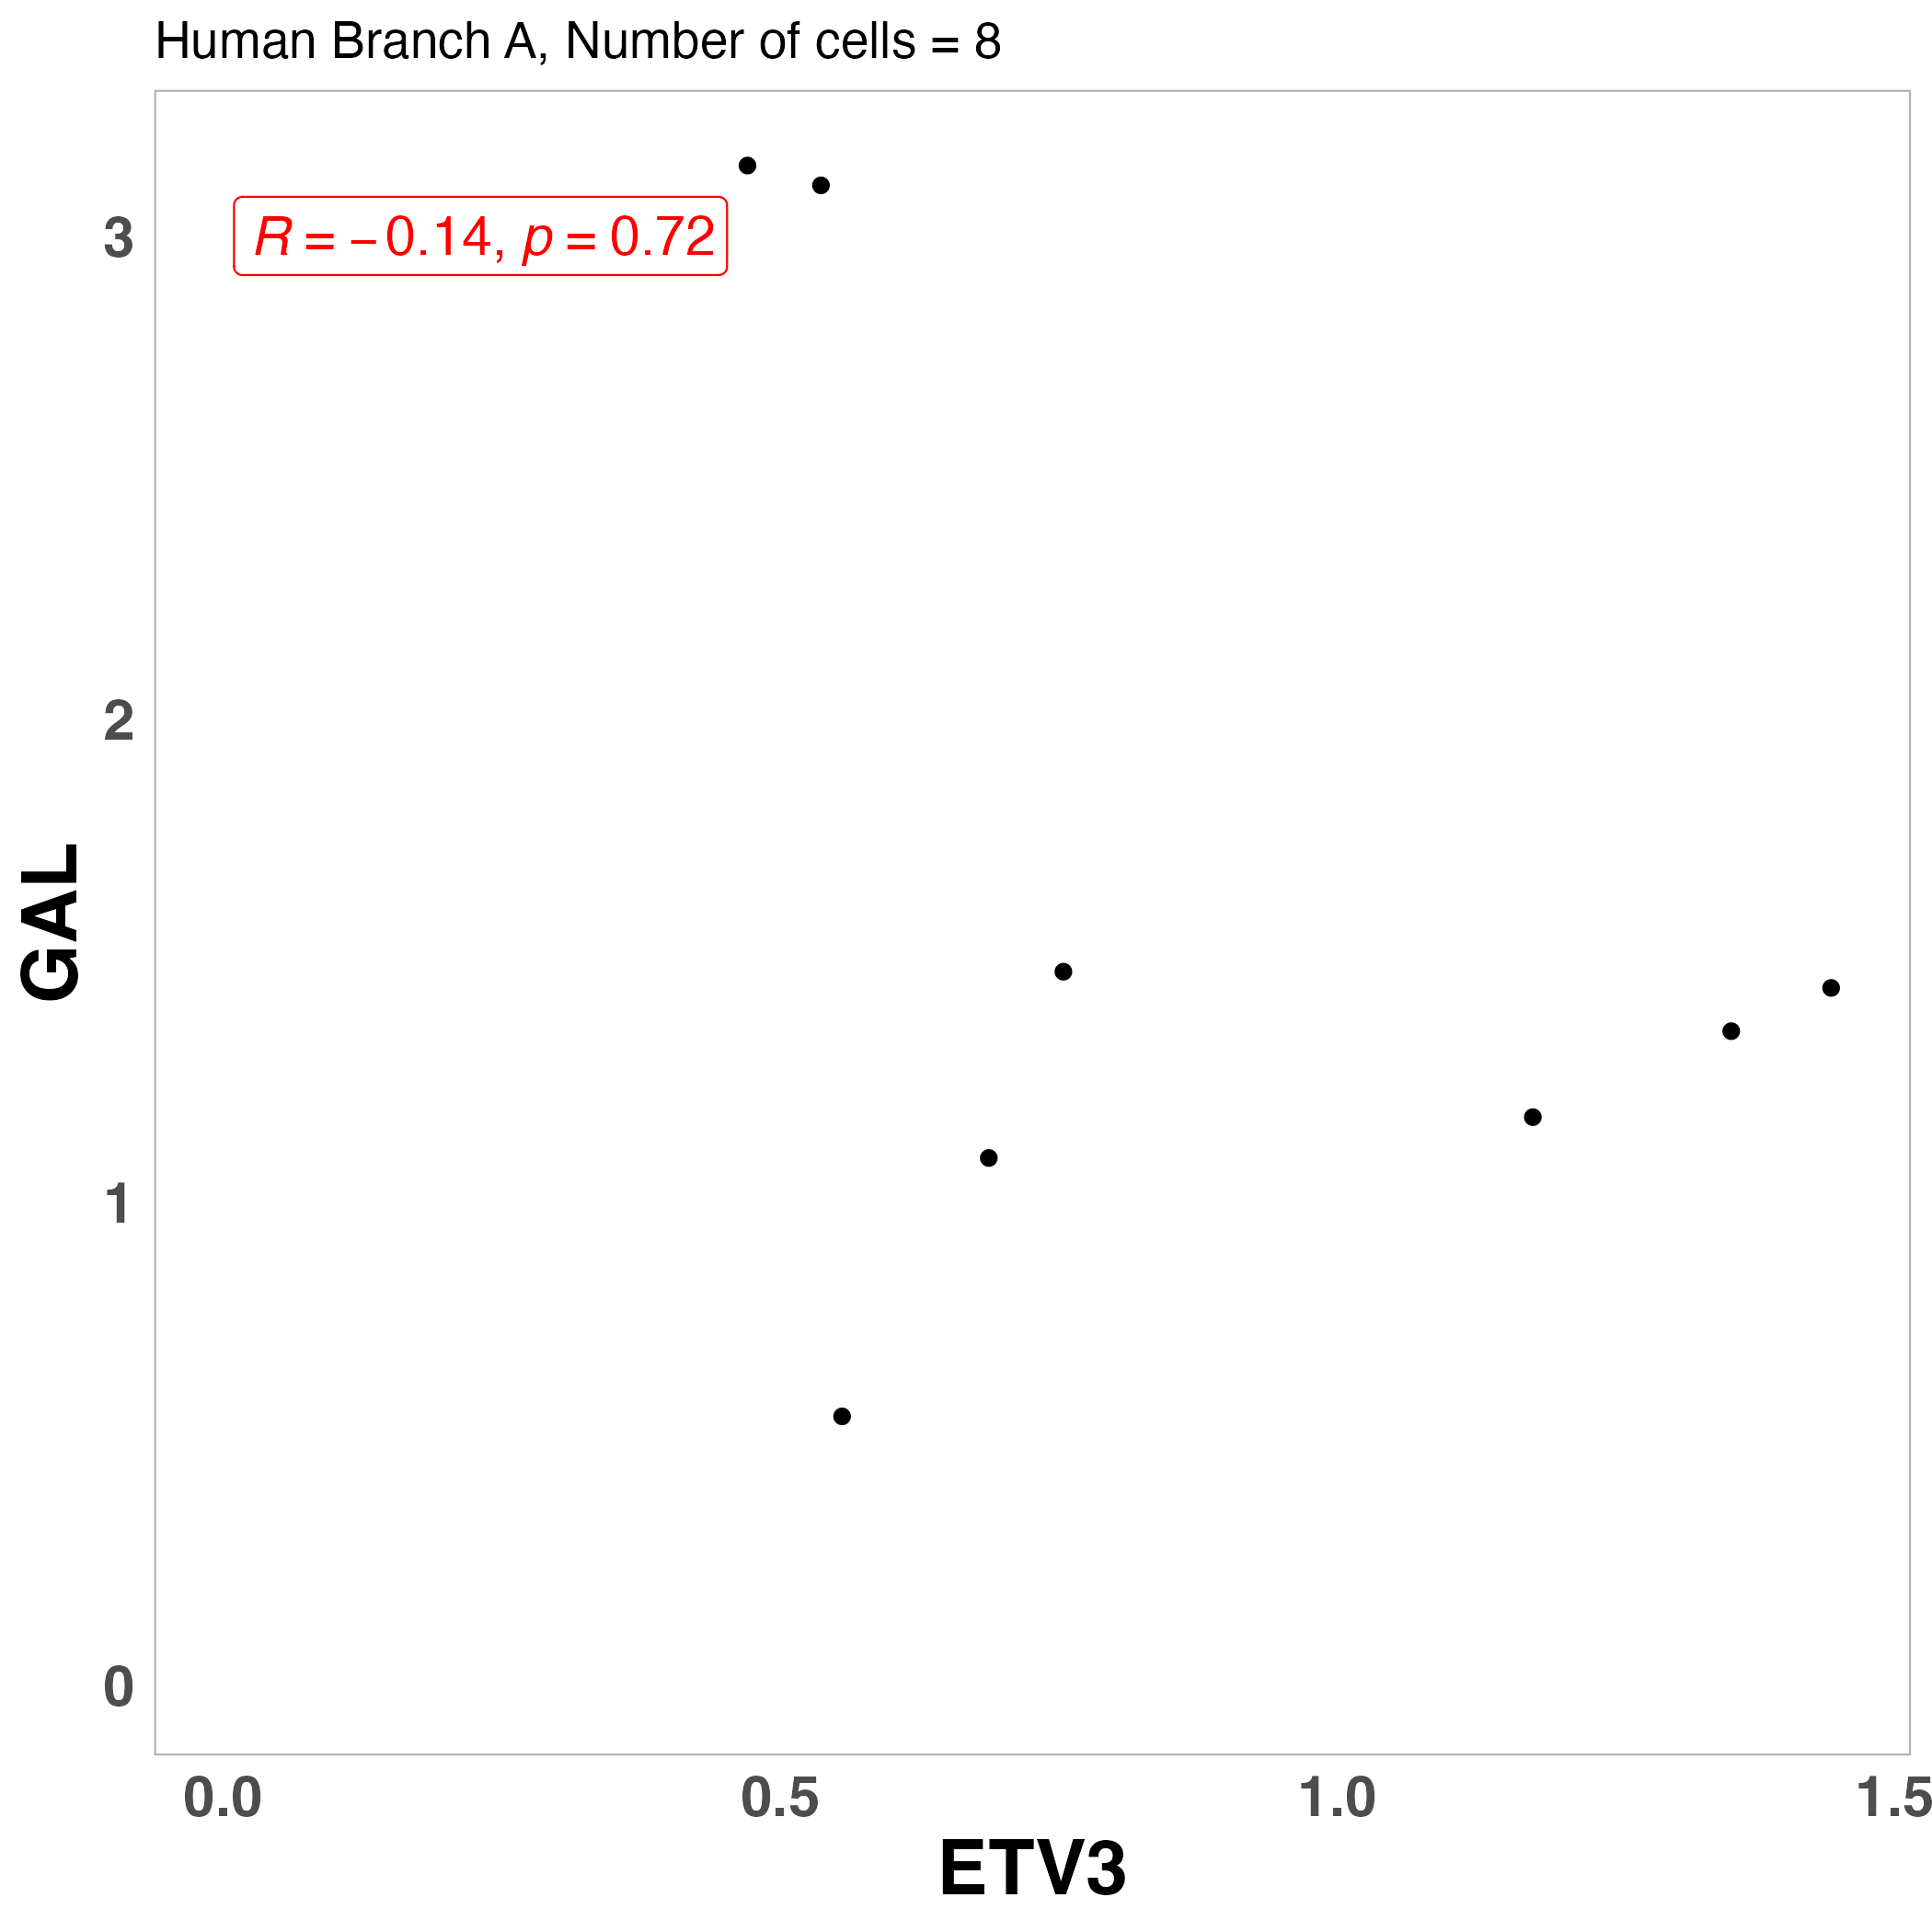 Human Branch A, Number of cells = 8
R = −0.14, p = 0.72
3
2
1
0
GAL
0.0 0.5 1.0 1.5
ETV3